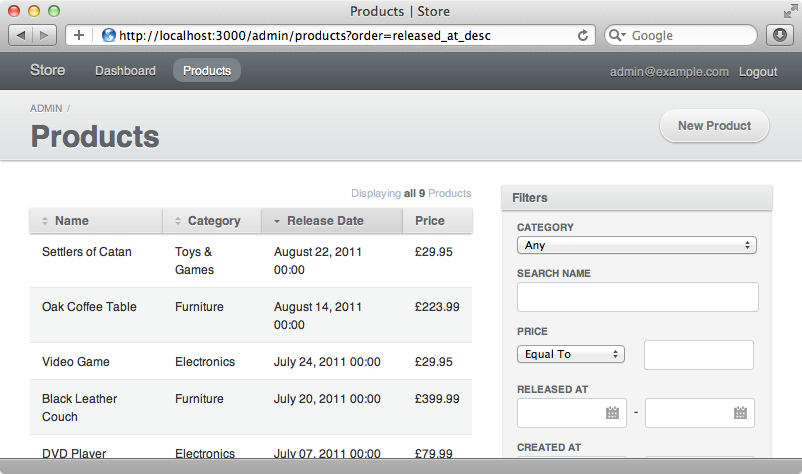 Products | Store
http://localhost:3000/admin/products?order=released_at_desc
Google
Store Dashboard Products admin@example.com Logout
ADMIN /
Products
New Product
Displaying all 9 Products
Name Category Release Date Price
Settlers of Catan Toys & August 22, 2011 £29.95
Games 00:00
Oak Coffee Table Furniture August 14, 2011 £223.99
00:00
Video Game Electronics July 24, 2011 00:00 £29.95
Black Leather Furniture July 20, 2011 00:00 £399.99
Couch
DVD Player Electronics July 07, 2011 00:00 £79.99
Filters
CATEGORY
Any
SEARCH NAME
PRICE
Equal To
RELEASED AT
-
CREATED AT